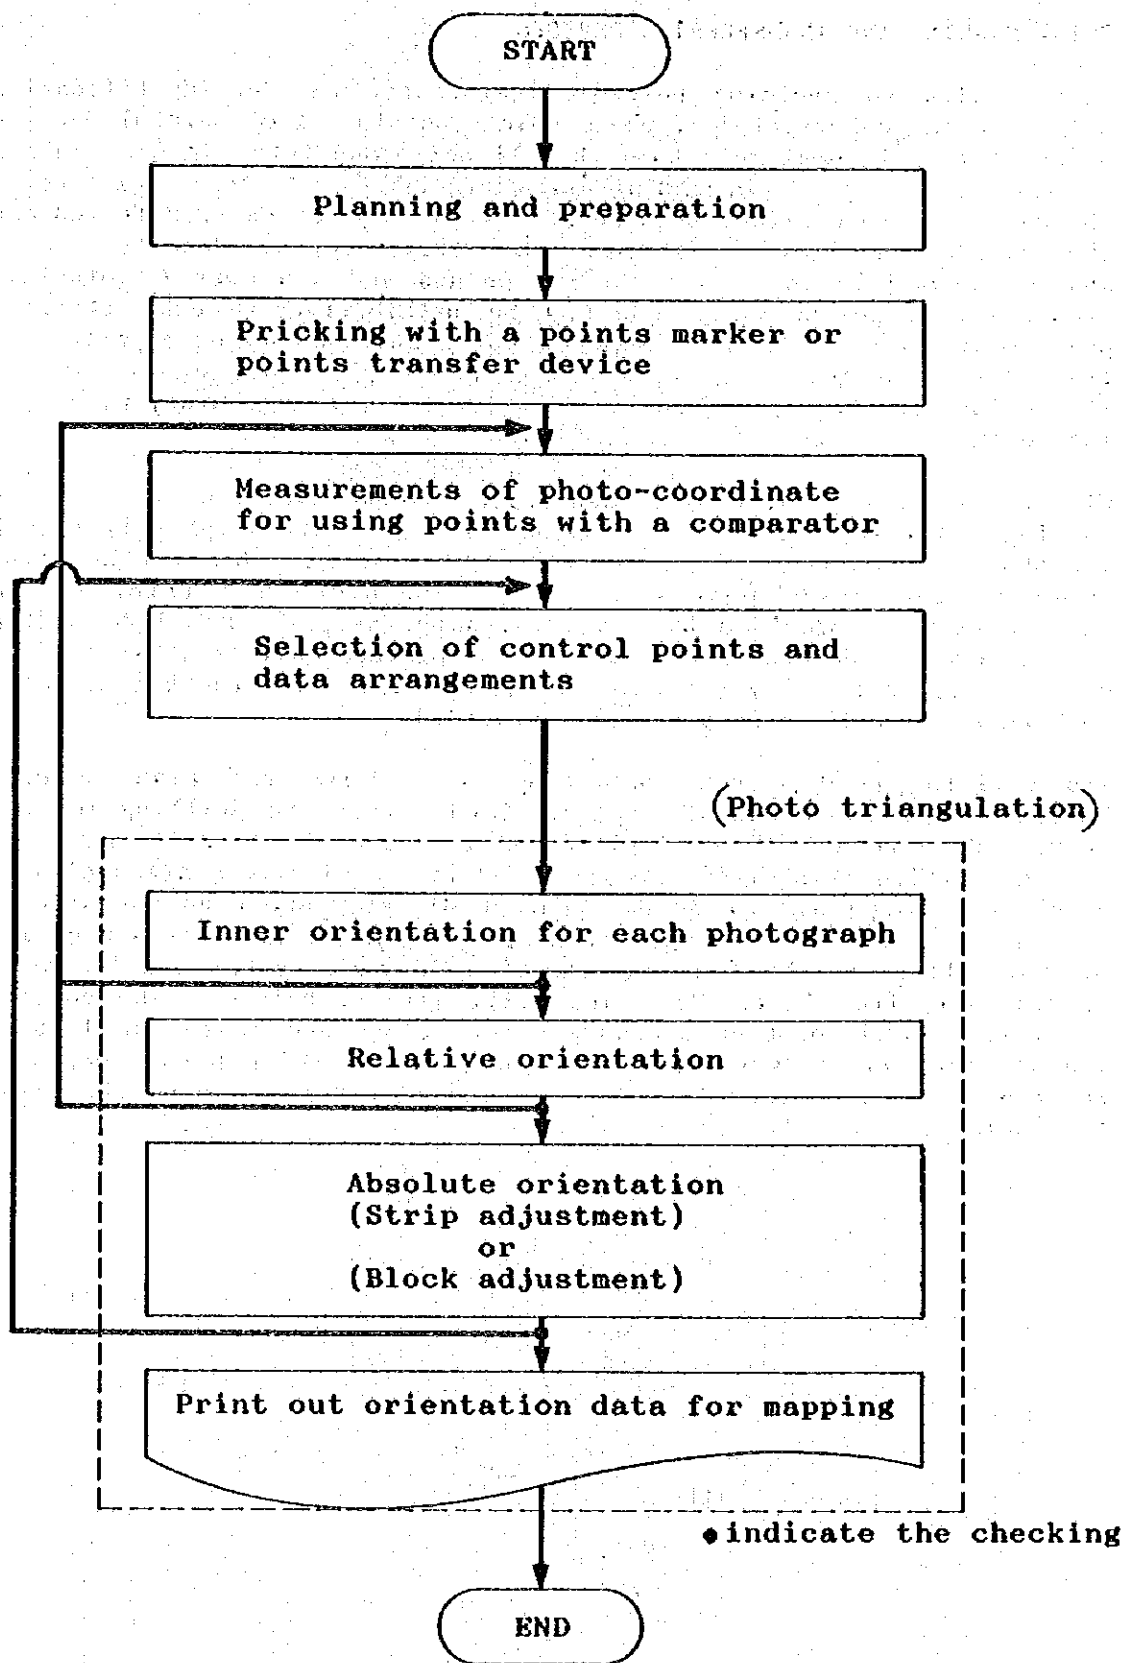 START
Planning and preparation
Pricking with a points marker or
points transfer device
Measurements of photo-coordinate
for using points with a comparator
Selection of control points and
data arrangements
(Photo triangulation)
Inner orientation for each photograph
Relative orientation
Absolute orientation
(Strip adjustment)
or
(Block adjustment)
Print out orientation data for mapping
●indicate the checking
END